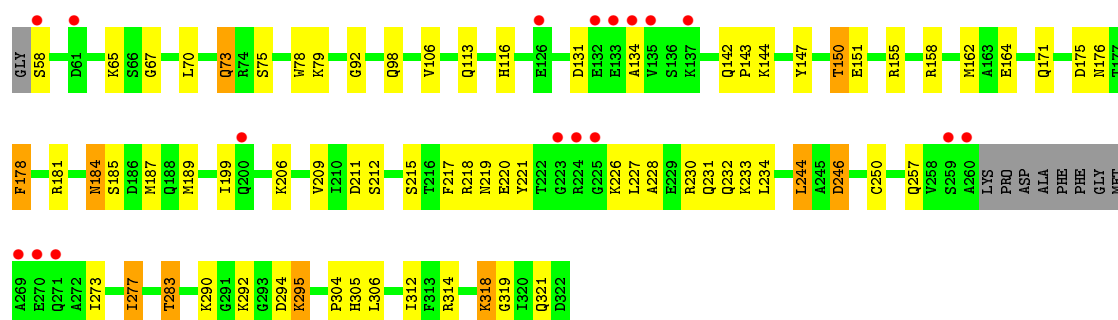 GLY S58 D61 K65 S66 G67 L70 Q73 R74 S75 W78 K79 G92 Q98 V106 Q113 H116 E126 D131 E132 E133 A134 V135 S136 K137 Q142 P143 K144 Y147 T150 E151 R155 R158 M162 A163 E164 Q171 D175 N176 T177
F178 R181 N184 S185 D186 M187 Q188 M189 I199 Q200 K206 V209 I210 D211 S212 S215 T216 F217 R218 N219 E220 Y221 T222 G223 R224 G225 K226 L227 A228 E229 R230 Q231 Q232 K233 L234 L244 A245 D246 C250 Q257 V258 S259 A260 LYS PRO ASP ALA PHE PHE GLY MET
A269 E270 Q271 A272 I273 I277 T283 K290 G291 K292 G293 D294 K295 P304 H305 L306 I312 F313 R314 K318 G319 I320 Q321 D322